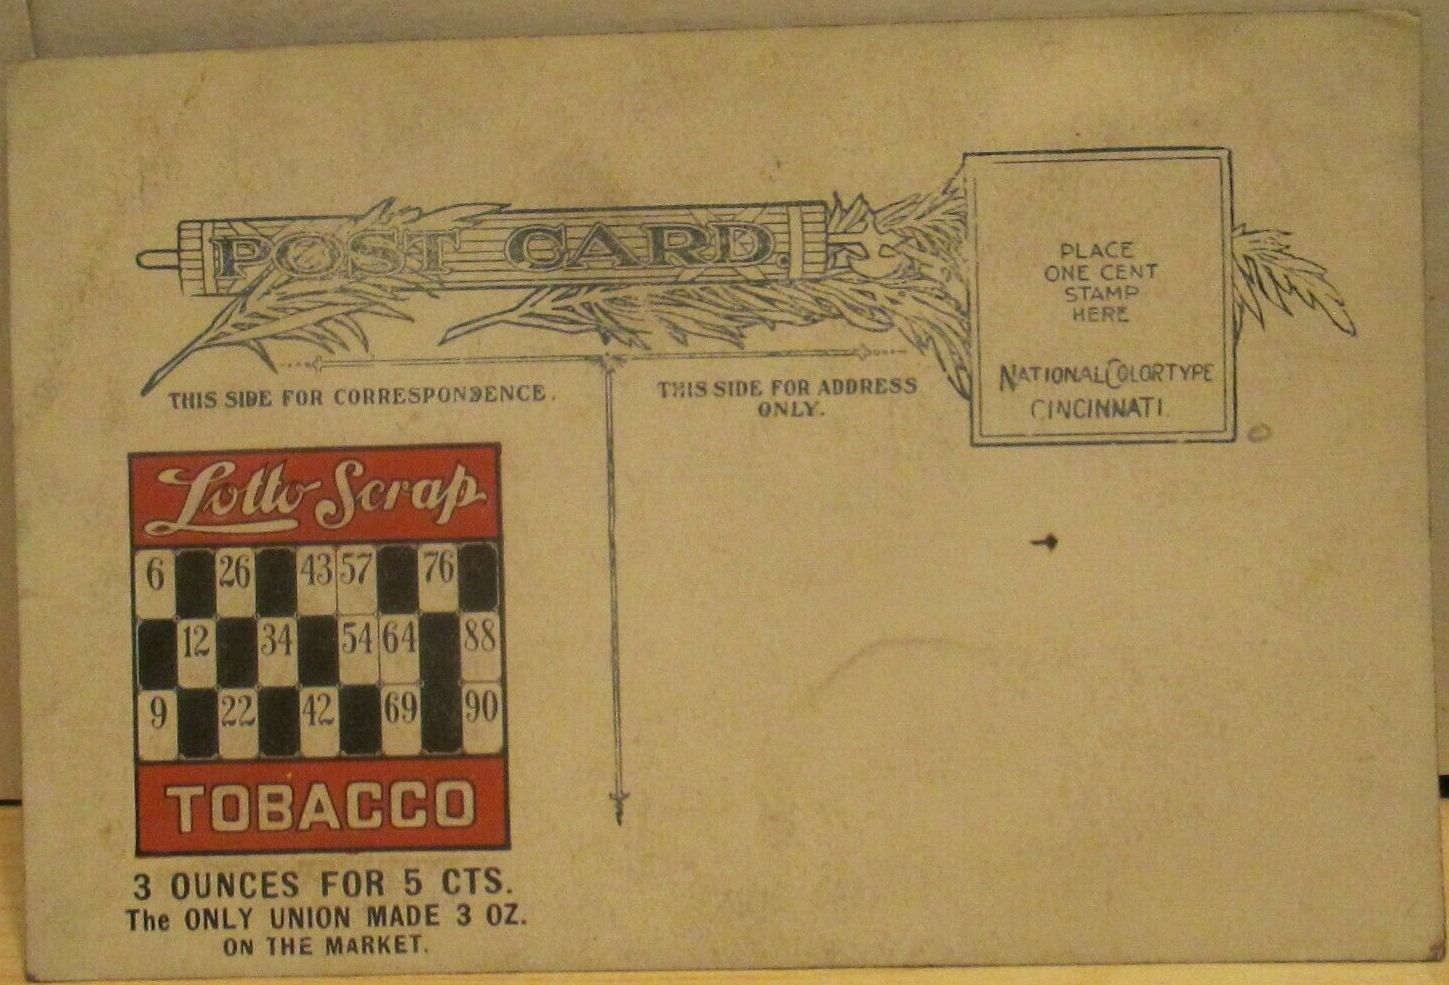 POST CARD.
PLACE
ONE CENT
STAMP
HERE
NATIONAL COLORTYPE
CINCINNATI.
THIS SIDE FOR CORRESPONDENCE.
THIS SIDE FOR ADDRESS
ONLY.
Lotto Scrap
6 26 43 57 76
12 34 54 64 88
9 22 42 69 90
TOBACCO
3 OUNCES FOR 5 CTS.
The ONLY UNION MADE 3 OZ.
ON THE MARKET.